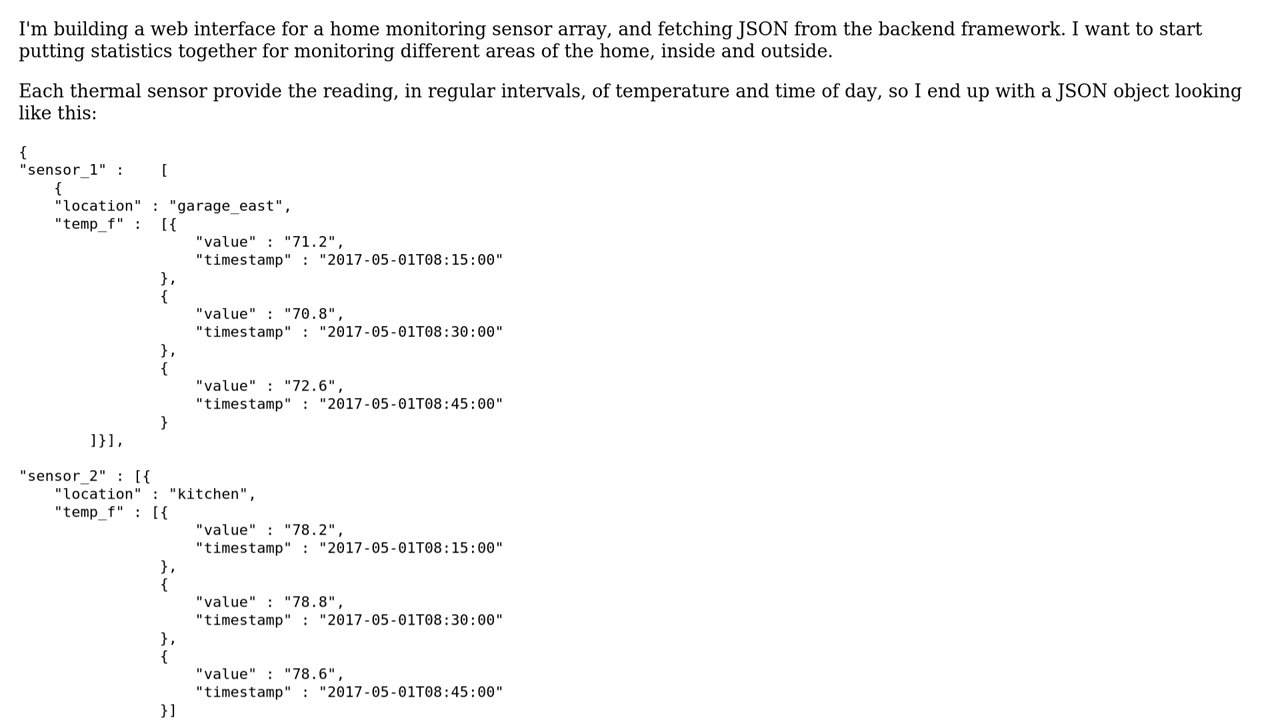 I'm building a web interface for a home monitoring sensor array, and fetching JSON from the backend framework. I want to start
putting statistics together for monitoring different areas of the home, inside and outside.
Each thermal sensor provide the reading, in regular intervals, of temperature and time of day, so I end up with a JSON object looking
like this:
{
"sensor_1" :    [
    {
    "location" : "garage_east",
    "temp_f" :  [{
                    "value" : "71.2",
                    "timestamp" : "2017-05-01T08:15:00"
                },
                {
                    "value" : "70.8",
                    "timestamp" : "2017-05-01T08:30:00"
                },
                {
                    "value" : "72.6",
                    "timestamp" : "2017-05-01T08:45:00"
                }
        ]}],
"sensor_2" : [{
    "location" : "kitchen",
    "temp_f" : [{
                    "value" : "78.2",
                    "timestamp" : "2017-05-01T08:15:00"
                },
                {
                    "value" : "78.8",
                    "timestamp" : "2017-05-01T08:30:00"
                },
                {
                    "value" : "78.6",
                    "timestamp" : "2017-05-01T08:45:00"
                }]